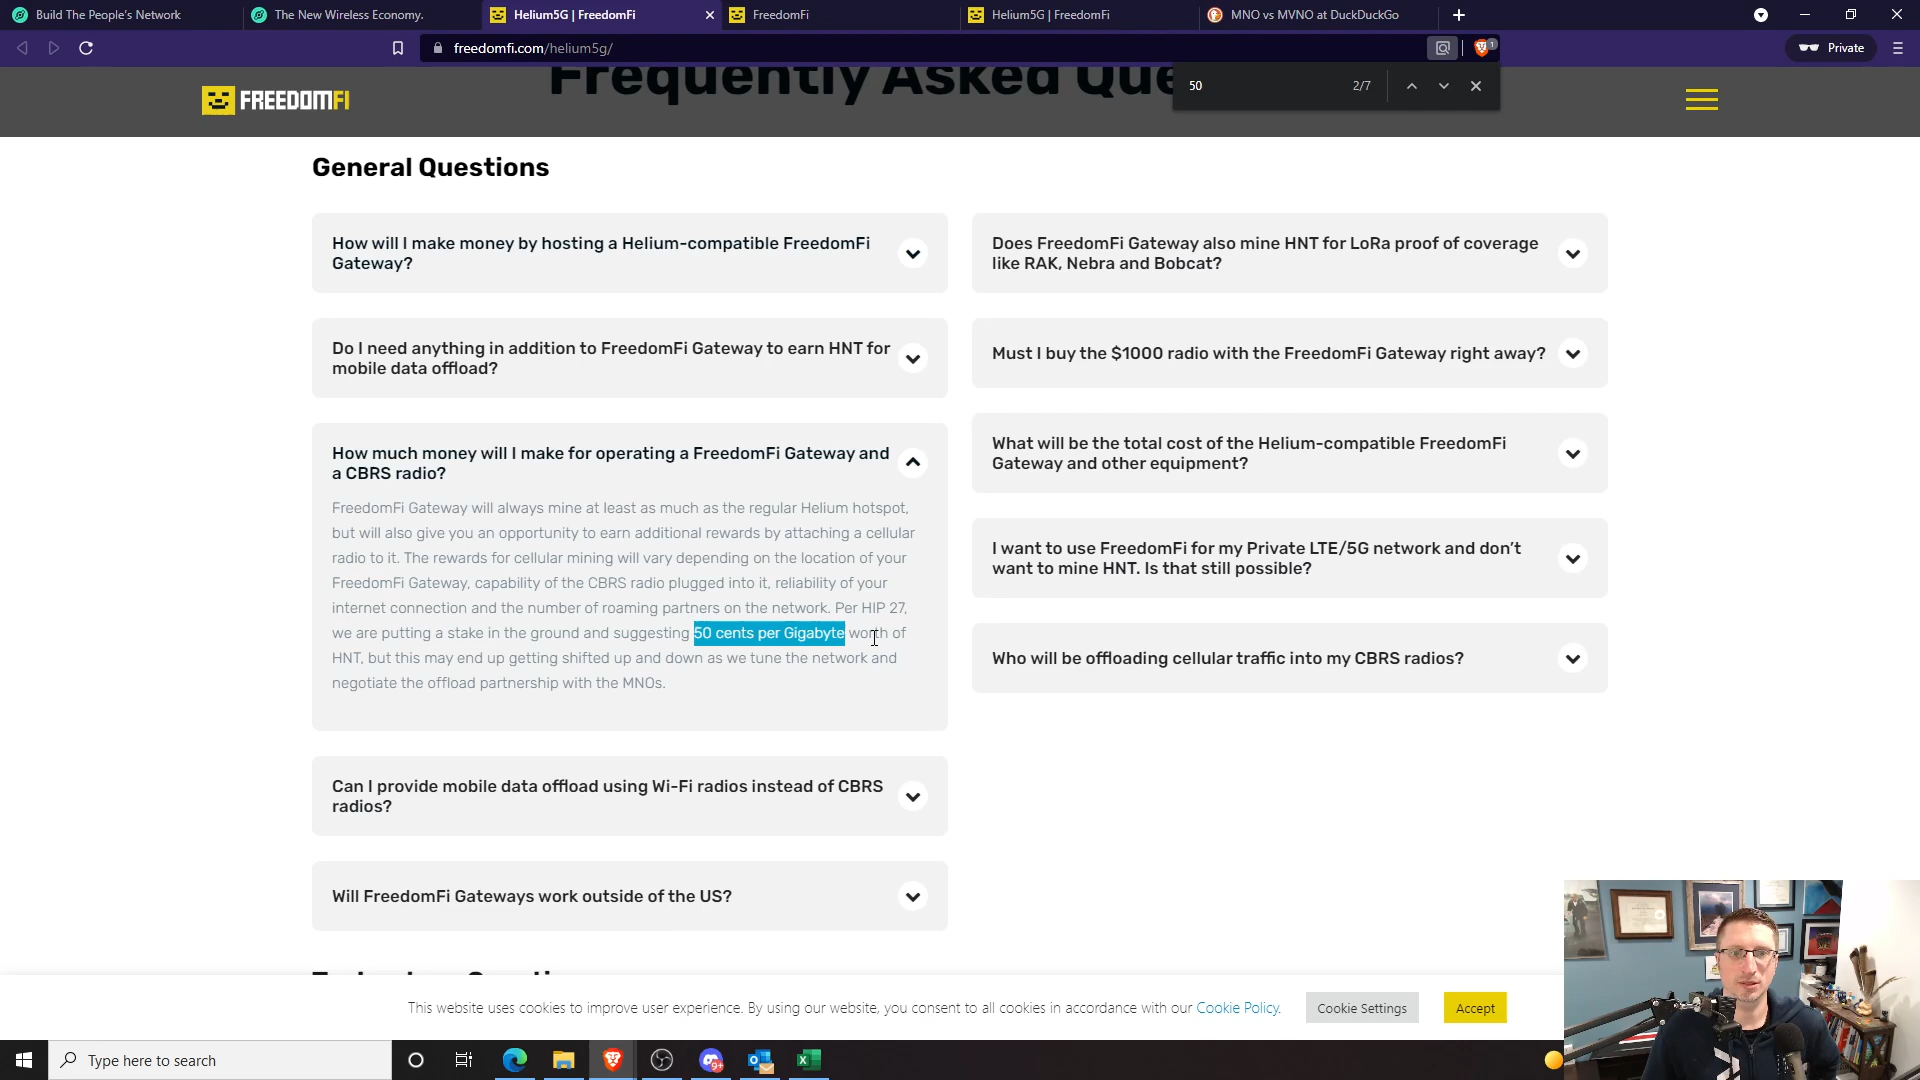 Build The People's Network
The New Wireless Economy.
Helium5G | FreedomFi
FreedomFi
Helium5G | FreedomFi
MNO vs MVNO at DuckDuckGo
freedomfi.com/helium5g/
1
Private
50
2/7
Frequently Asked Que
FREEDOMFI
General Questions
How will I make money by hosting a Helium-compatible FreedomFi
Gateway?
Do I need anything in addition to FreedomFi Gateway to earn HNT for
mobile data offload?
How much money will I make for operating a FreedomFi Gateway and
a CBRS radio?
FreedomFi Gateway will always mine at least as much as the regular Helium hotspot,
but will also give you an opportunity to earn additional rewards by attaching a cellular
radio to it. The rewards for cellular mining will vary depending on the location of your
FreedomFi Gateway, capability of the CBRS radio plugged into it, reliability of your
internet connection and the number of roaming partners on the network. Per HIP 27,
we are putting a stake in the ground and suggesting 50 cents per Gigabyte worth of
HNT, but this may end up getting shifted up and down as we tune the network and
negotiate the offload partnership with the MNOs.
Can I provide mobile data offload using Wi-Fi radios instead of CBRS
radios?
Will FreedomFi Gateways work outside of the US?
Does FreedomFi Gateway also mine HNT for LoRa proof of coverage
like RAK, Nebra and Bobcat?
Must I buy the $1000 radio with the FreedomFi Gateway right away?
What will be the total cost of the Helium-compatible FreedomFi
Gateway and other equipment?
I want to use FreedomFi for my Private LTE/5G network and don't
want to mine HNT. Is that still possible?
Who will be offloading cellular traffic into my CBRS radios?
This website uses cookies to improve user experience. By using our website, you consent to all cookies in accordance with our Cookie Policy.
Cookie Settings
Accept
Type here to search
9+